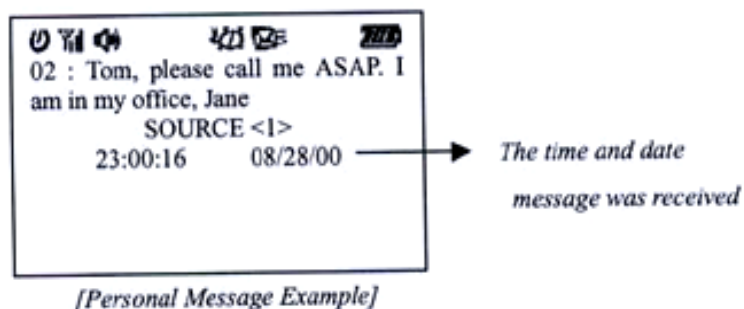 02 : Tom, please call me ASAP. I
am in my office, Jane
SOURCE <1>
23:00:16 08/28/00
The time and date
message was received
[Personal Message Example]